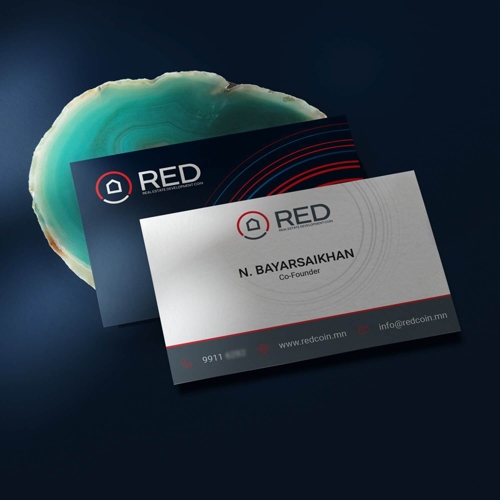 RED
REAL ESTATE DEVELOPMENT COIN
RED
REAL ESTATE DEVELOPMENT COIN
N. BAYARSAIKHAN
Co-Founder
9911
www.redcoin.mn
info@redcoin.mn